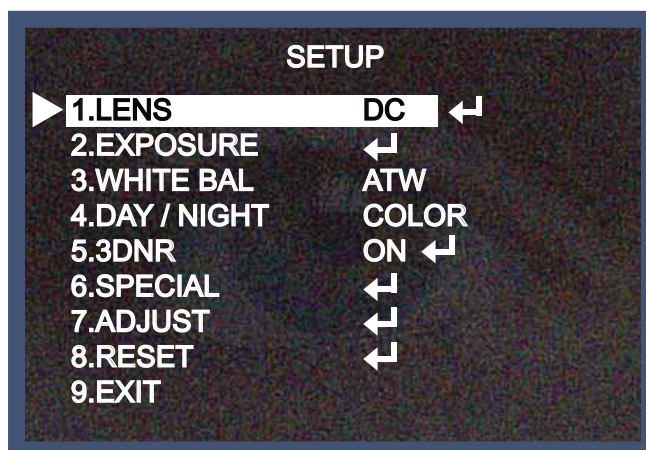 SETUP
1.LENS DC ↵
2.EXPOSURE ↵
3.WHITE BAL ATW
4.DAY / NIGHT COLOR
5.3DNR ON ↵
6.SPECIAL ↵
7.ADJUST ↵
8.RESET ↵
9.EXIT